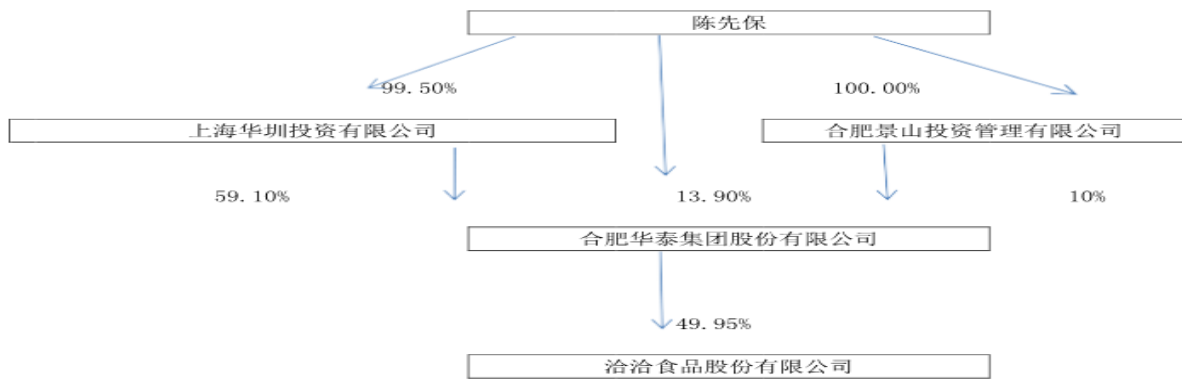 陈先保
99.50% 100.00%
上海华圳投资有限公司 合肥景山投资管理有限公司
59.10% 13.90% 10%
合肥华泰集团股份有限公司
49.95%
洽洽食品股份有限公司